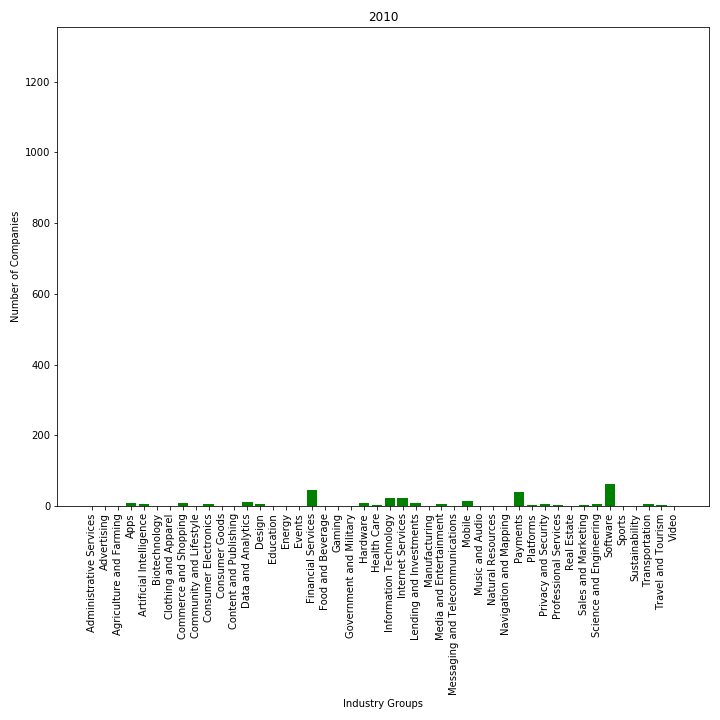 2010
1200
1000
800
600
400
200
0
Number of Companies
Administrative Services
Advertising
Agriculture and Farming
Apps
Artificial Intelligence
Biotechnology
Clothing and Apparel
Commerce and Shopping
Community and Lifestyle
Consumer Electronics
Consumer Goods
Content and Publishing
Data and Analytics
Design
Education
Energy
Events
Financial Services
Food and Beverage
Gaming
Government and Military
Hardware
Health Care
Information Technology
Internet Services
Lending and Investments
Manufacturing
Media and Entertainment
Messaging and Telecommunications
Mobile
Music and Audio
Natural Resources
Navigation and Mapping
Payments
Platforms
Privacy and Security
Professional Services
Real Estate
Sales and Marketing
Science and Engineering
Software
Sports
Sustainability
Transportation
Travel and Tourism
Video
Industry Groups